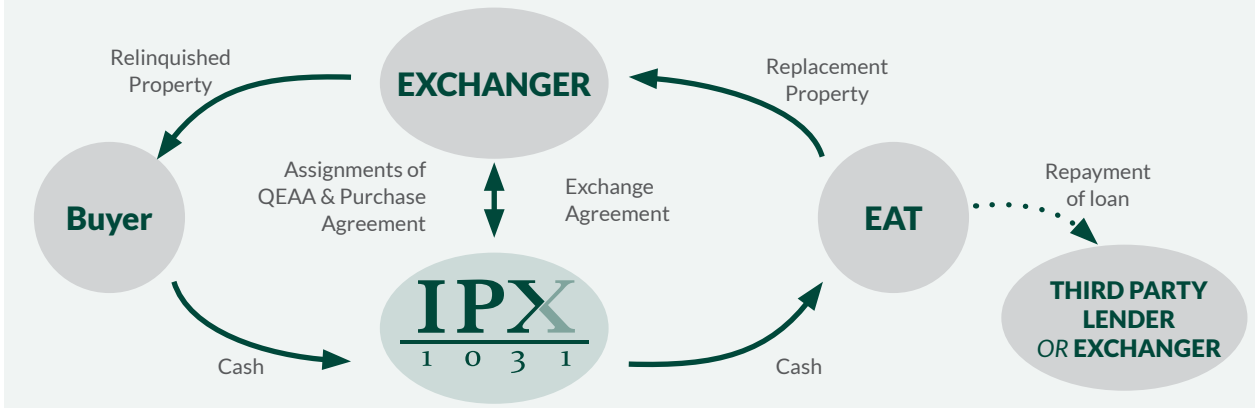 Relinquished
Property
EXCHANGER
Replacement
Property
Buyer
Assignments of
QEAA & Purchase
Agreement
Exchange
Agreement
EAT
Repayment
of loan
IPX
1031
Cash
Cash
THIRD PARTY
LENDER
OR EXCHANGER